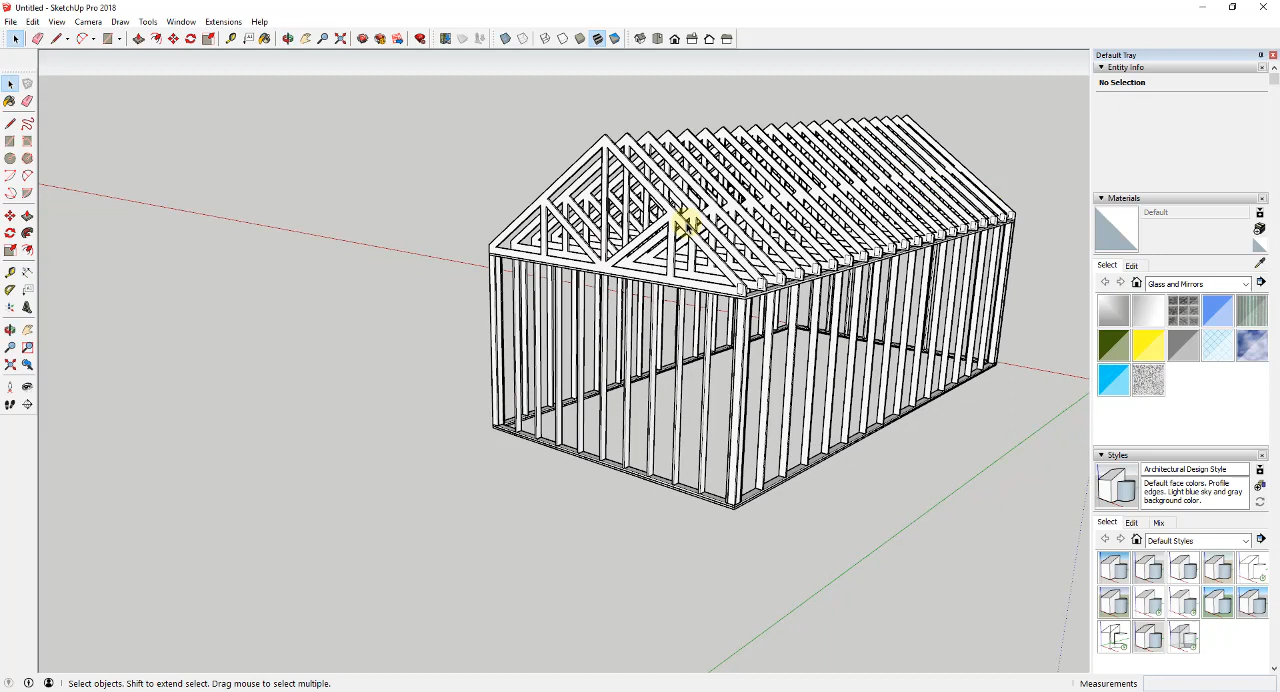 Untitled - SketchUp Pro 2018
File Edit View Camera Draw Tools Window Extensions Help
Default Tray
Entity Info
No Selection
Materials
Default
Select Edit
Glass and Mirrors
Styles
Architectural Design Style
Default face colors. Profile
edges. Light blue sky and gray
background color.
Select Edit Mix
Default Styles
Select objects. Shift to extend select. Drag mouse to select multiple.
Measurements